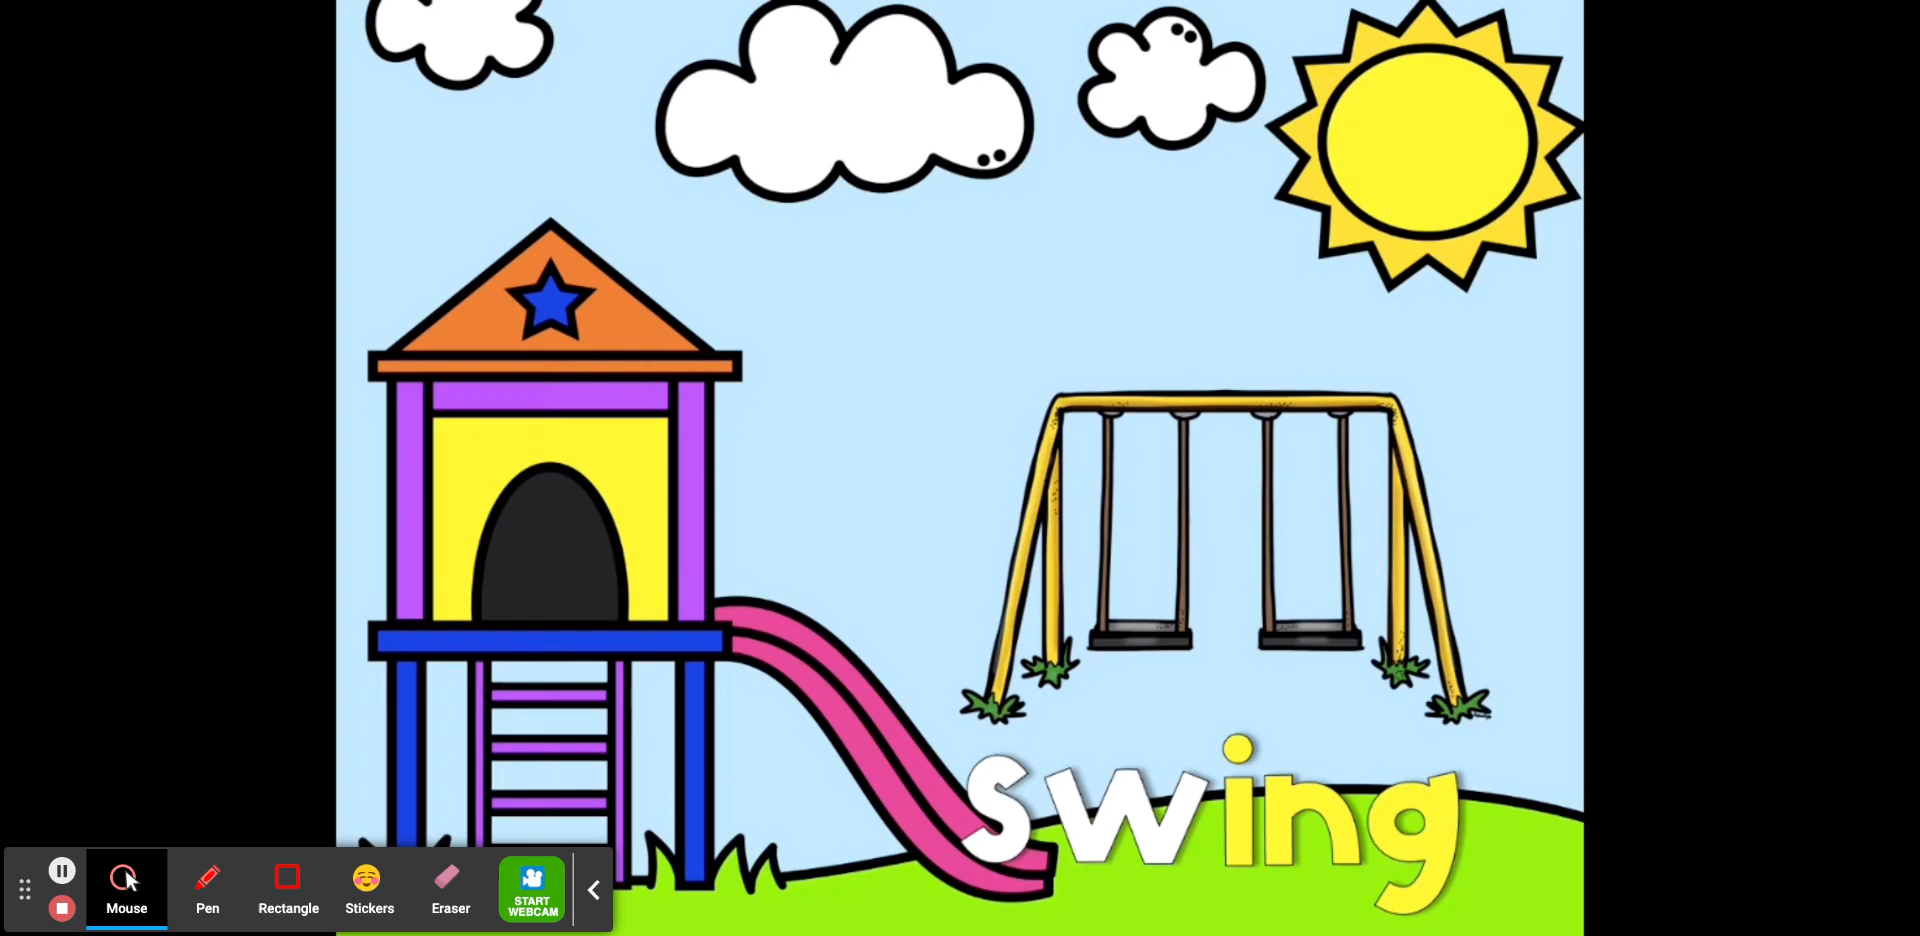 swing
Mouse
Pen
Rectangle
Stickers
Eraser
START
WEBCAM